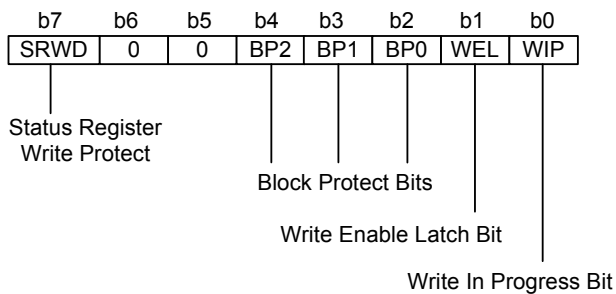 b7 b6 b5 b4 b3 b2 b1 b0
SRWD 0 0 BP2 BP1 BP0 WEL WIP
Status Register
Write Protect
Block Protect Bits
Write Enable Latch Bit
Write In Progress Bit